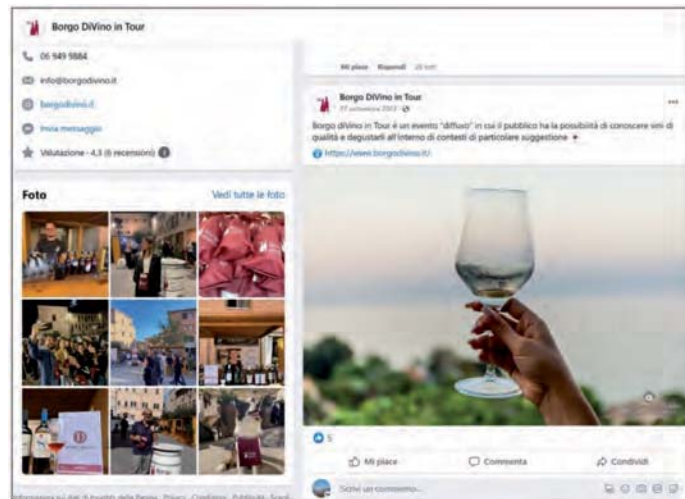 Borgo DiVino in Tour
06 949 9884
info@borgodivino.it
borgodivino.it
Invia messaggio
Valutazione · 4,3 (6 recensioni)
Foto
Vedi tutte le foto
Mi piace Rispondi
Borgo DiVino in Tour
Borgo diVino in Tour è un evento "diffuso" in cui il pubblico ha la possibilità di conoscere vini di
qualità e degustarli all'interno di contesti di particolare suggestione
https://www.borgodivino.it/
5
Mi piace
Commenta
Condividi
Scrivi un commento...